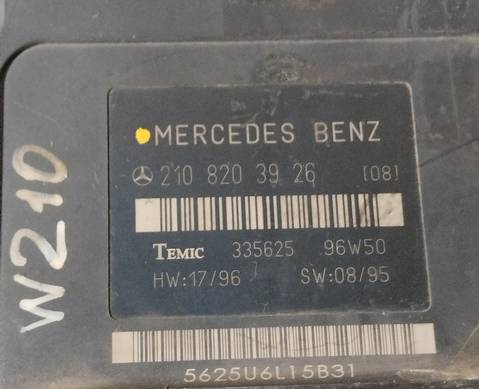 W210
MERCEDES BENZ
210 820 39 26 [08]
TEMIC 335625 96W50
HW:17/96 SW:08/95
5625U6L15B31